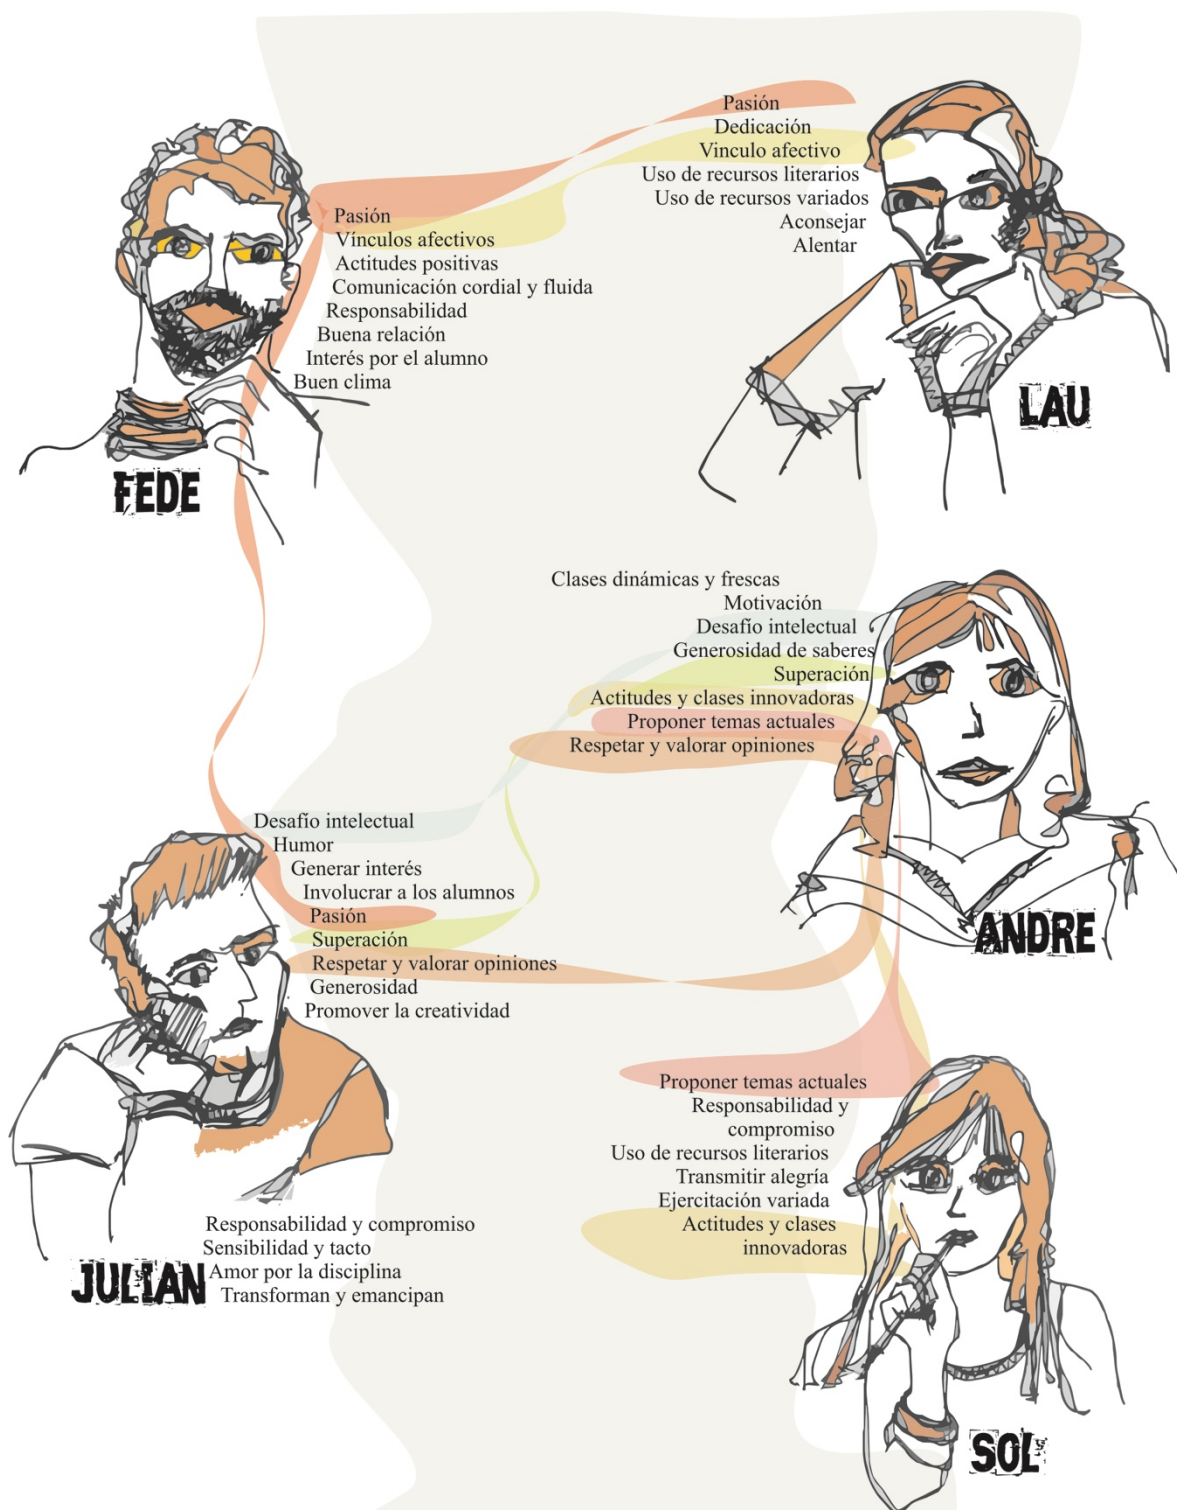 Pasión
Vínculos afectivos
Actitudes positivas
Comunicación cordial y fluida
Responsabilidad
Buena relación
Interés por el alumno
Buen clima
FEDE
Pasión
Dedicación
Vinculo afectivo
Uso de recursos literarios
Uso de recursos variados
Aconsejar
Alentar
LAU
Clases dinámicas y frescas
Motivación
Desafío intelectual
Generosidad de saberes
Superación
Actitudes y clases innovadoras
Proponer temas actuales
Respetar y valorar opiniones
ANDRE
Desafío intelectual
Humor
Generar interés
Involucrar a los alumnos
Pasión
Superación
Respetar y valorar opiniones
Generosidad
Promover la creatividad
Responsabilidad y compromiso
Sensibilidad y tacto
Amor por la disciplina
Transforman y emancipan
JULIAN
Proponer temas actuales
Responsabilidad y
compromiso
Uso de recursos literarios
Transmitir alegría
Ejercitación variada
Actitudes y clases
innovadoras
SOL